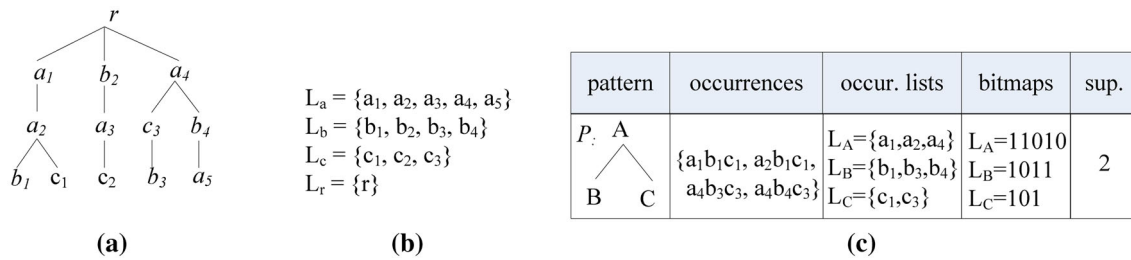 r
a1 b2 a4
a2 a3 c3 b4
b1 c1 c2 b3 a5
(a)
La = {a1, a2, a3, a4, a5}
Lb = {b1, b2, b3, b4}
Lc = {c1, c2, c3}
Lr = {r}
(b)
pattern occurrences occur. lists bitmaps sup.
P: A
B C
{a1b1c1, a2b1c1,
a4b3c3, a4b4c3}
LA={a1,a2,a4}
LB={b1,b3,b4}
LC={c1,c3}
LA=11010
LB=1011
LC=101
2
(c)